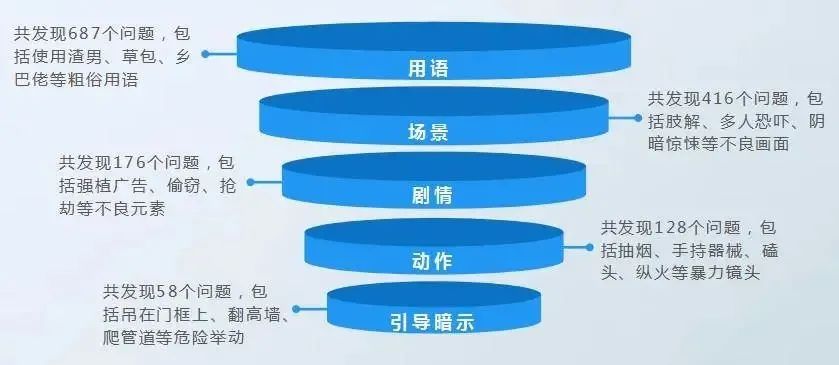 共发现687个问题，包
括使用渣男、草包、乡
巴佬等粗俗用语
用语
共发现416个问题，包
括肢解、多人恐吓、阴
暗惊悚等不良画面
场景
共发现176个问题，包
括强植广告、偷窃、抢
劫等不良元素
剧情
共发现128个问题，包
括抽烟、手持器械、磕
头、纵火等暴力镜头
动作
共发现58个问题，包
括吊在门框上、翻高墙、
爬管道等危险举动
引导暗示